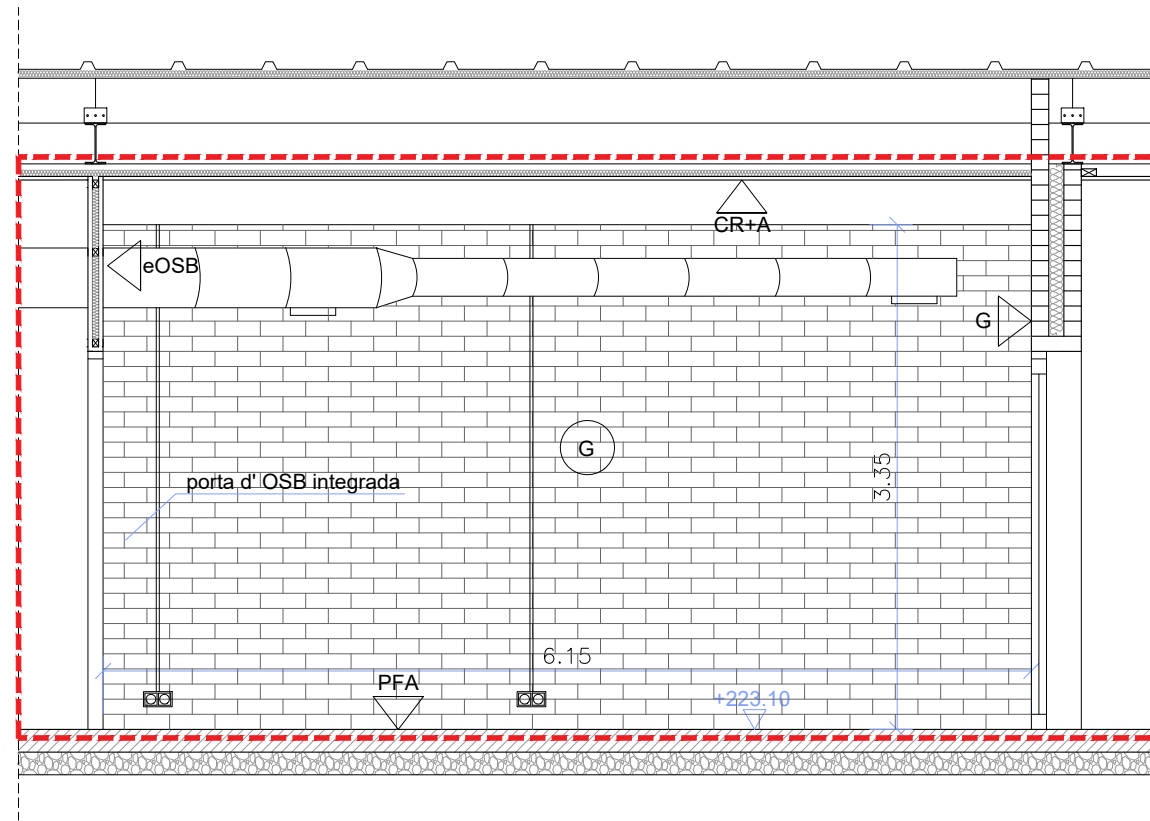 CR+A
eOSB
G
G
3.35
porta d' OSB integrada
6.15
PFA
+223.10